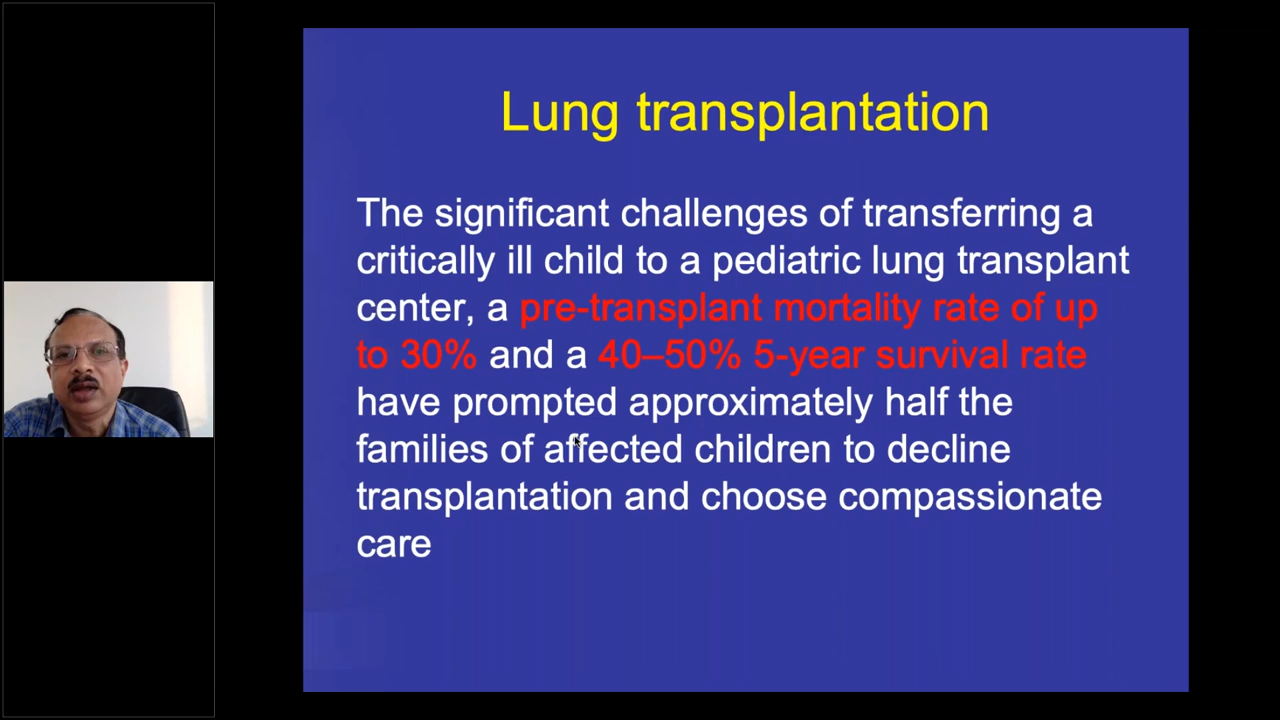 Lung transplantation
The significant challenges of transferring a
critically ill child to a pediatric lung transplant
center, a pre-transplant mortality rate of up
to 30% and a 40–50% 5-year survival rate
have prompted approximately half the
families of affected children to decline
transplantation and choose compassionate
care